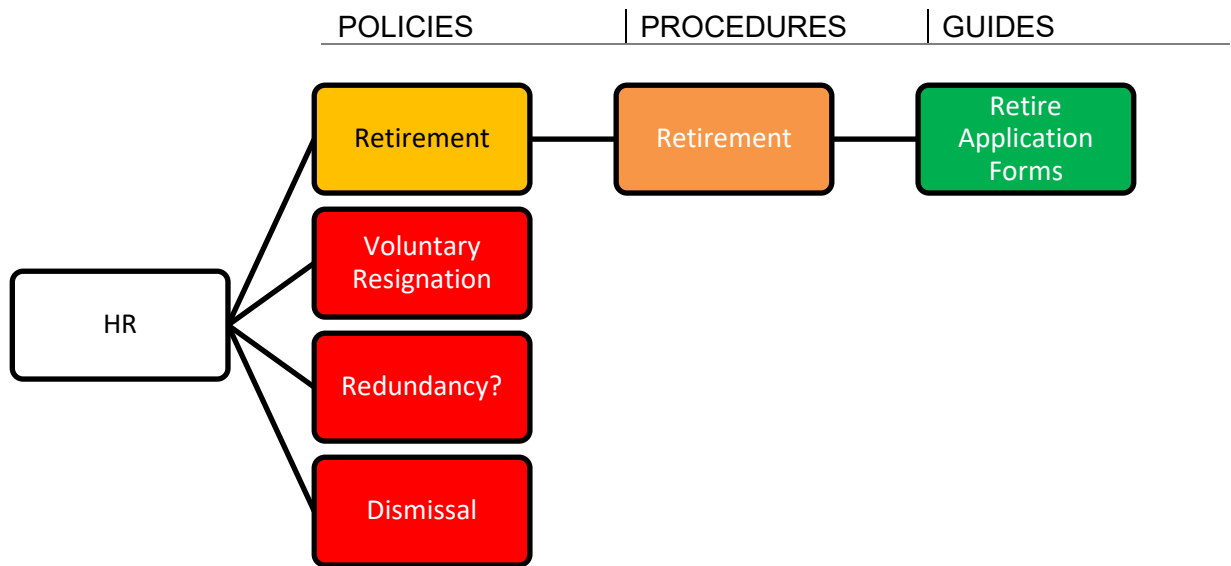 POLICIES PROCEDURES GUIDES
Retirement
Retirement
Retire
Application
Forms
Voluntary
Resignation
HR
Redundancy?
Dismissal